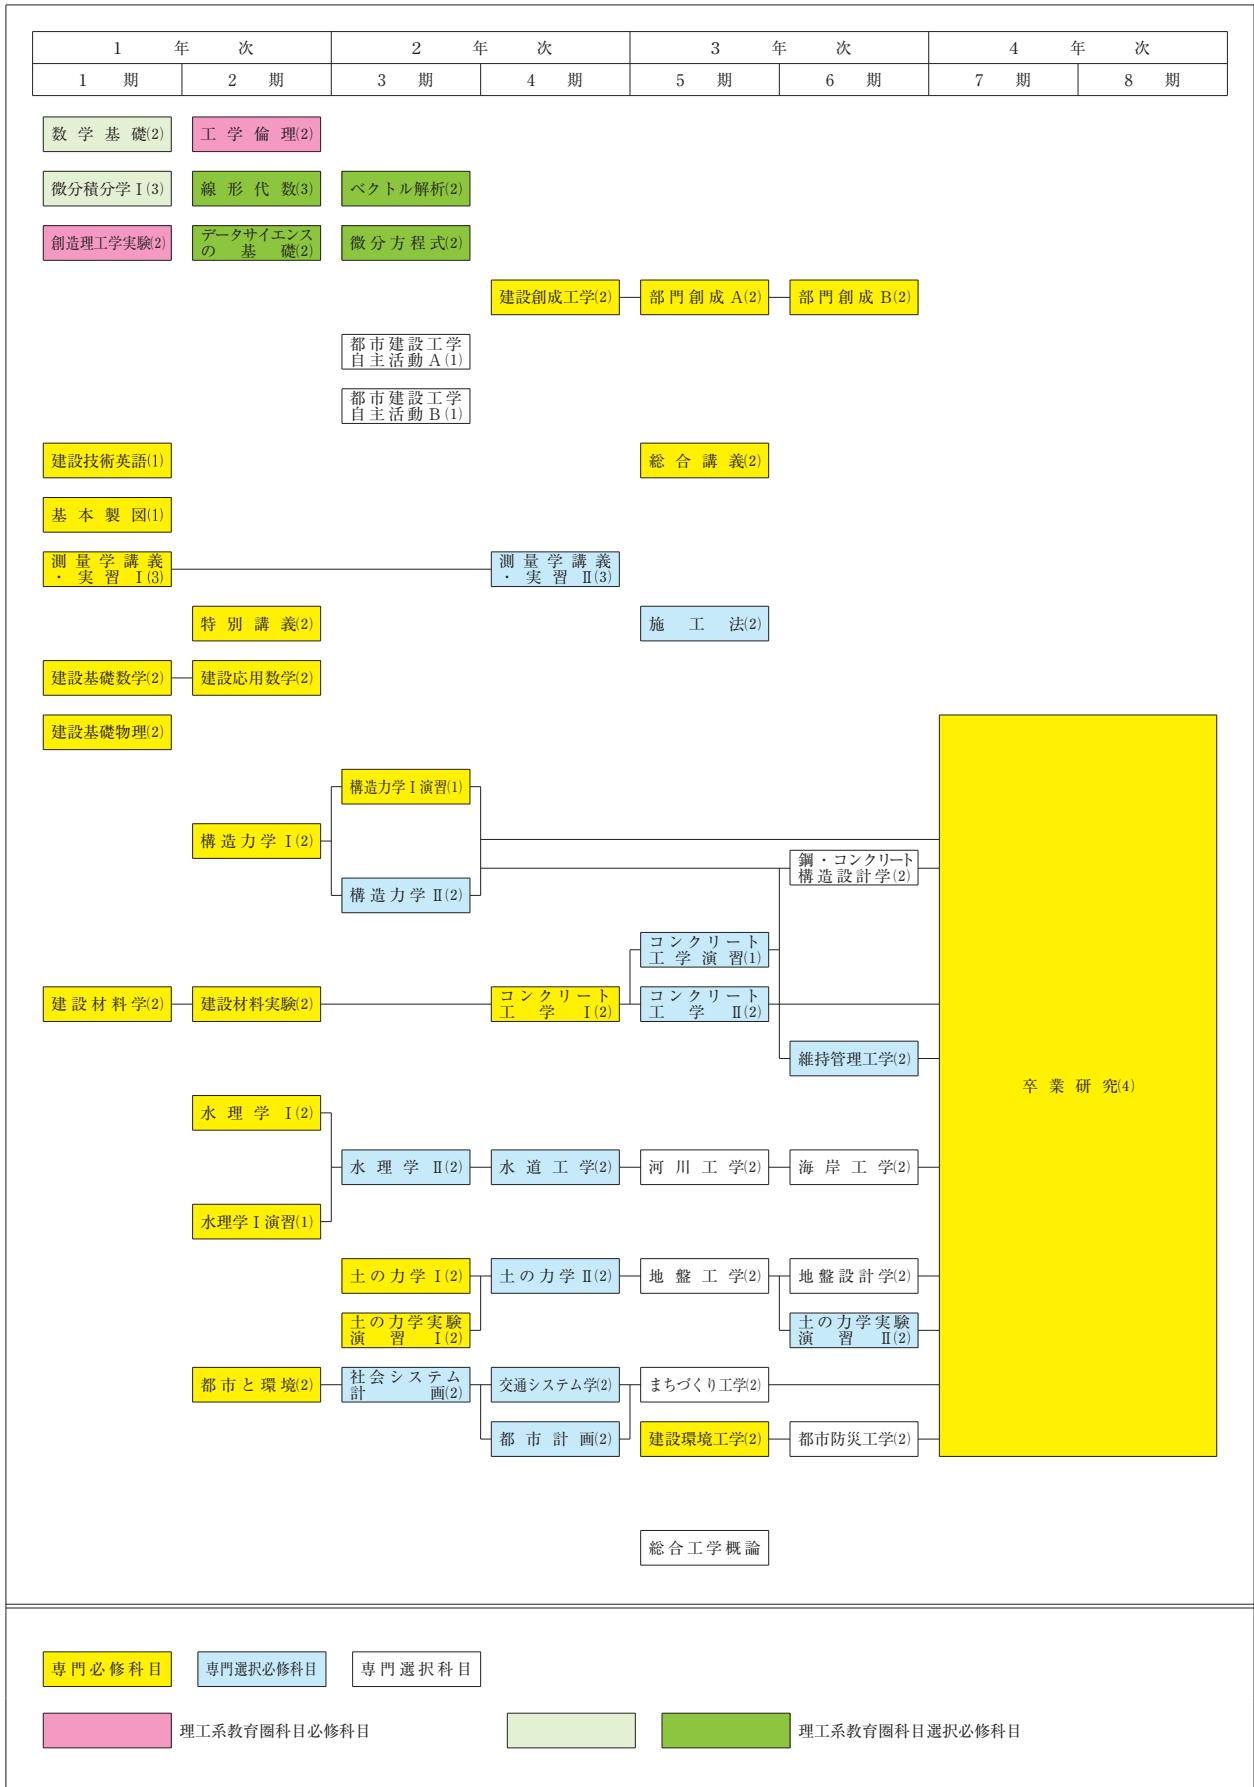 1 年 次 2 年 次 3 年 次 4 年 次
1 期 2 期 3 期 4 期 5 期 6 期 7 期 8 期
数学基礎(2) 工学倫理(2)
微分積分学Ⅰ(3) 線形代数(3) ベクトル解析(2)
創造理工学実験(2) データサイエンス
の基礎(2) 微分方程式(2)
建設創成工学(2) 部門創成A(2) 部門創成B(2)
都市建設工学
自主活動A(1)
都市建設工学
自主活動B(1)
建設技術英語(1) 総合講義(2)
基本製図(1)
測量学講義
・実習Ⅰ(3)
測量学講義
・実習Ⅱ(3)
特別講義(2) 施工法(2)
建設基礎数学(2) 建設応用数学(2)
建設基礎物理(2)
構造力学Ⅰ演習(1)
構造力学Ⅰ(2)
鋼・コンクリート
構造設計学(2)
構造力学Ⅱ(2)
コンクリート
工学演習(1)
建設材料学(2) 建設材料実験(2)
コンクリート
工学Ⅰ(2)
コンクリート
工学Ⅱ(2)
維持管理工学(2)
卒業研究(4)
水理学Ⅰ(2)
水理学Ⅱ(2) 水道工学(2) 河川工学(2) 海岸工学(2)
水理学Ⅰ演習(1)
土の力学Ⅰ(2) 土の力学Ⅱ(2) 地盤工学(2) 地盤設計学(2)
土の力学実験
演習Ⅰ(2)
土の力学実験
演習Ⅱ(2)
都市と環境(2)
社会システム
計画(2)
交通システム学(2) まちづくり工学(2)
都市計画(2) 建設環境工学(2) 都市防災工学(2)
総合工学概論
専門必修科目 専門選択必修科目 専門選択科目
理工系教育圏科目必修科目 理工系教育圏科目選択必修科目